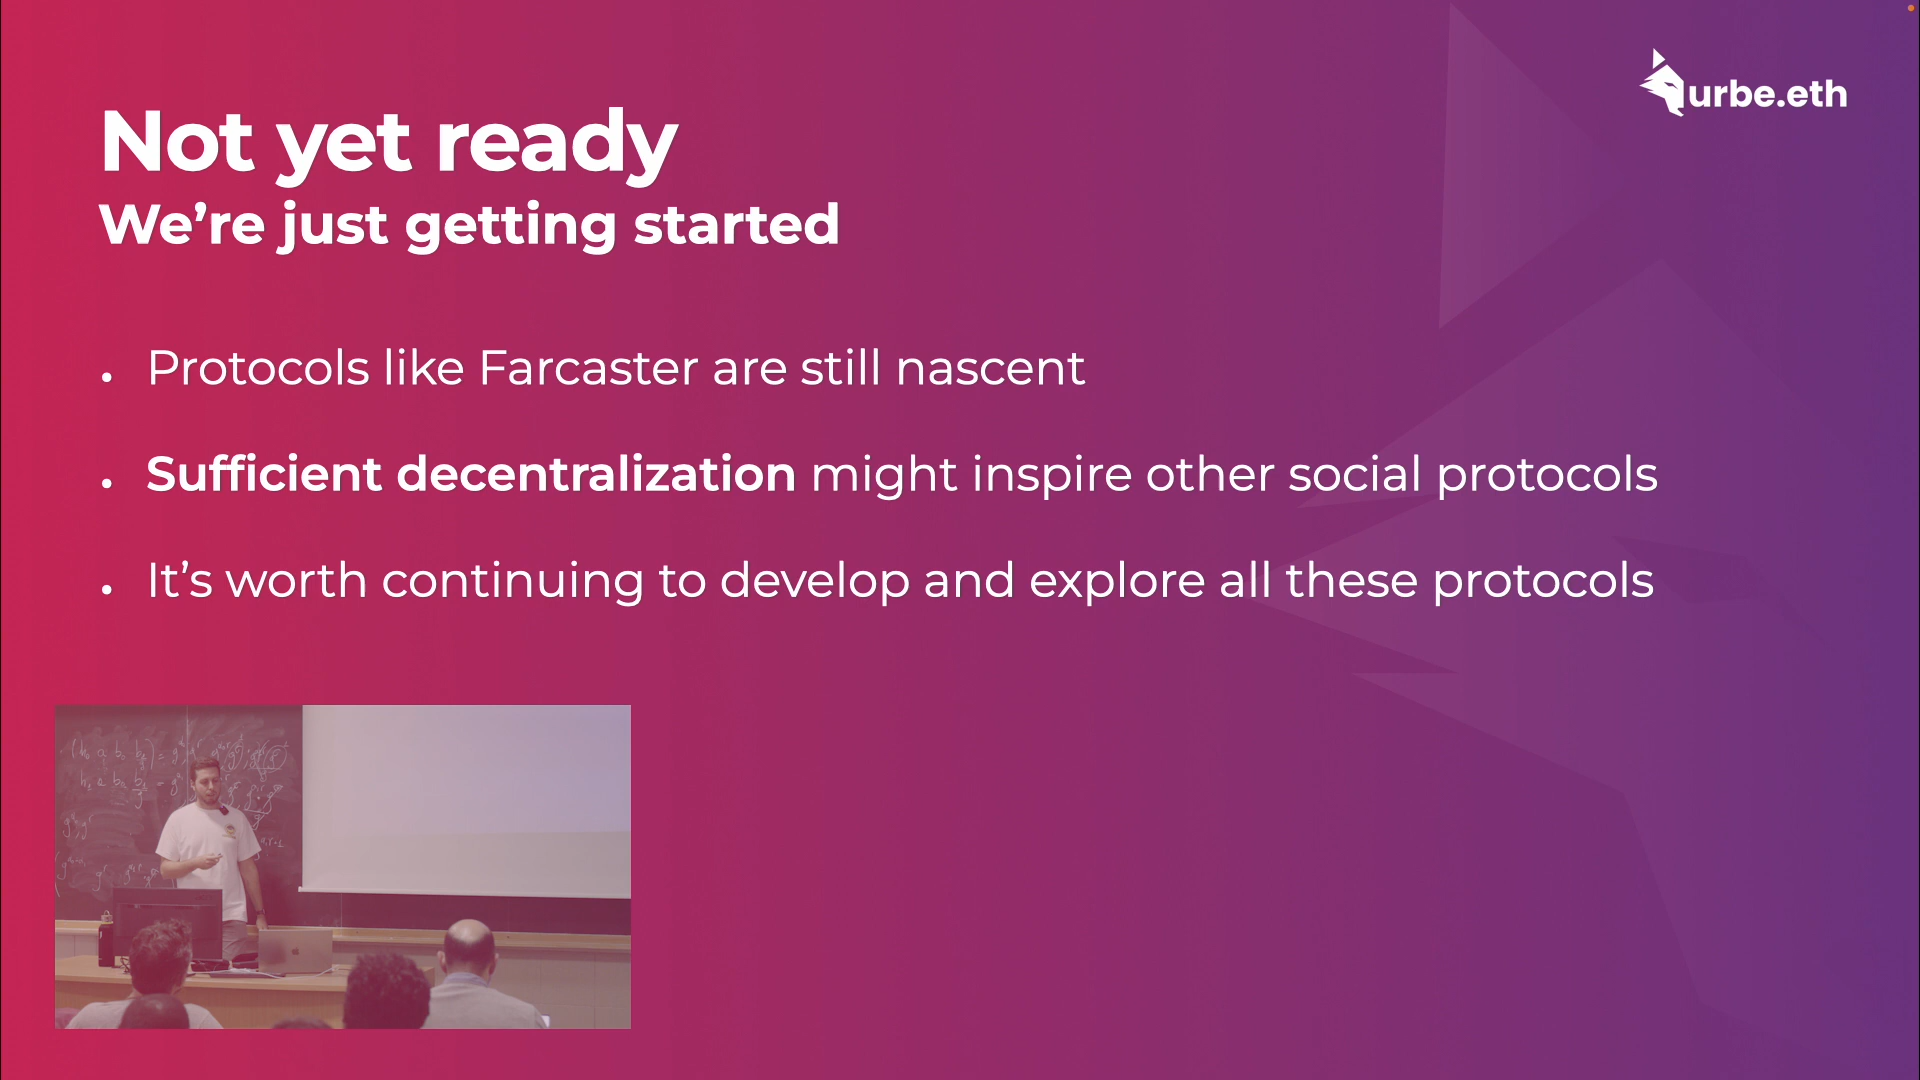 urbe.eth
Not yet ready
We're just getting started
• Protocols like Farcaster are still nascent
• Sufficient decentralization might inspire other social protocols
• It's worth continuing to develop and explore all these protocols